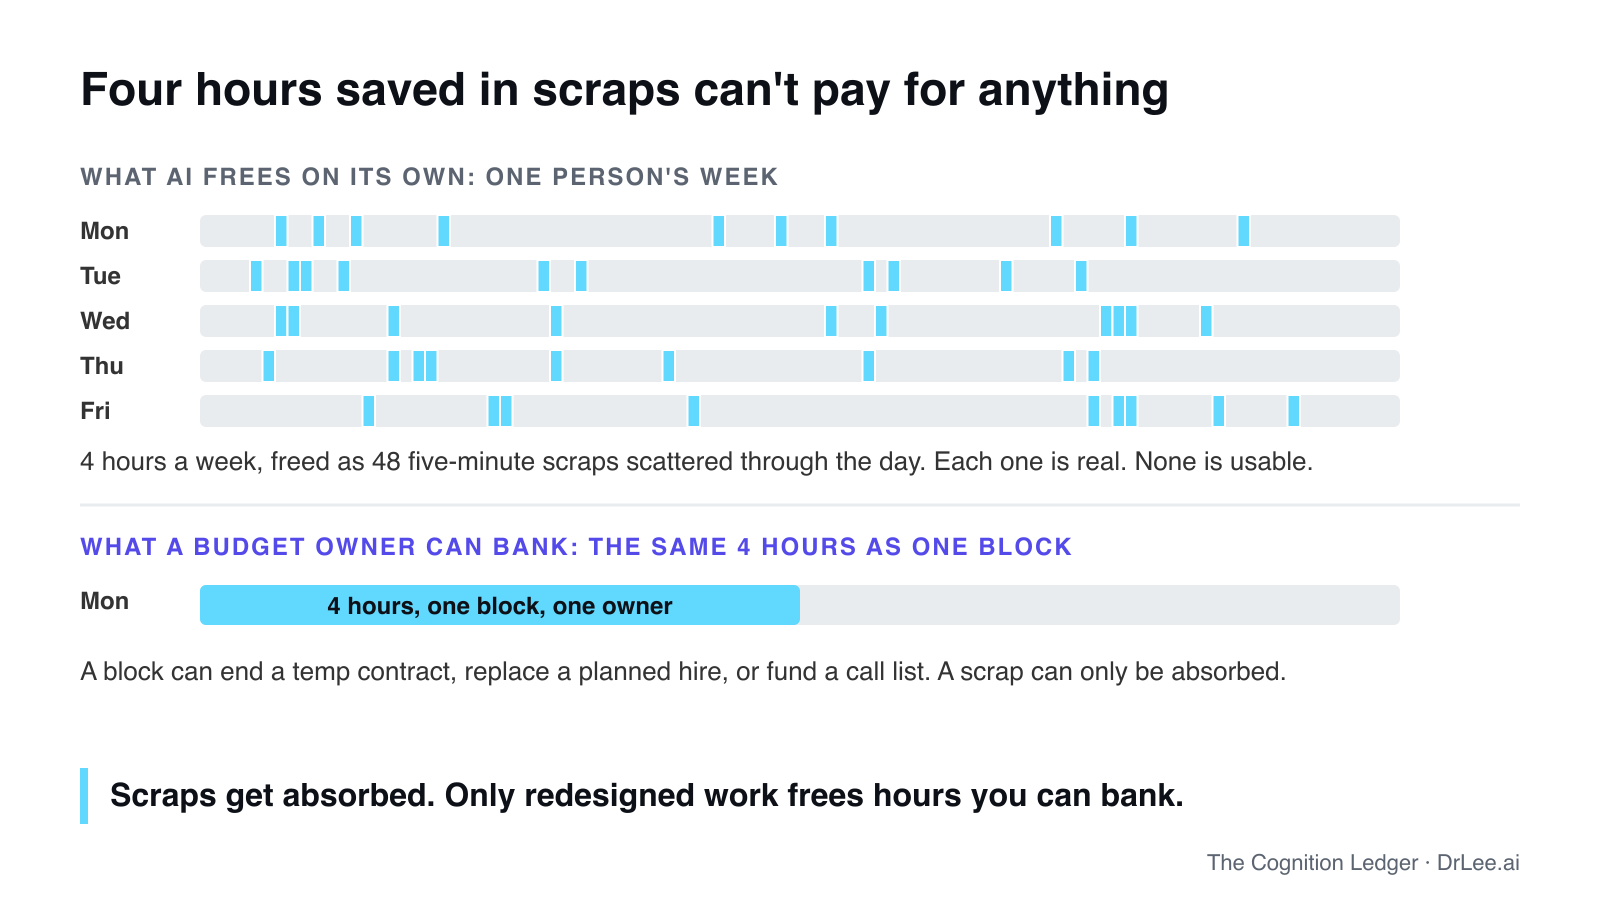 Four hours saved in scraps can't pay for anything
WHAT AI FREES ON ITS OWN: ONE PERSON'S WEEK
Mon
Tue
Wed
Thu
Fri
4 hours a week, freed as 48 five-minute scraps scattered through the day. Each one is real. None is usable.
WHAT A BUDGET OWNER CAN BANK: THE SAME 4 HOURS AS ONE BLOCK
Mon
4 hours, one block, one owner
A block can end a temp contract, replace a planned hire, or fund a call list. A scrap can only be absorbed.
Scraps get absorbed. Only redesigned work frees hours you can bank.
The Cognition Ledger · DrLee.ai